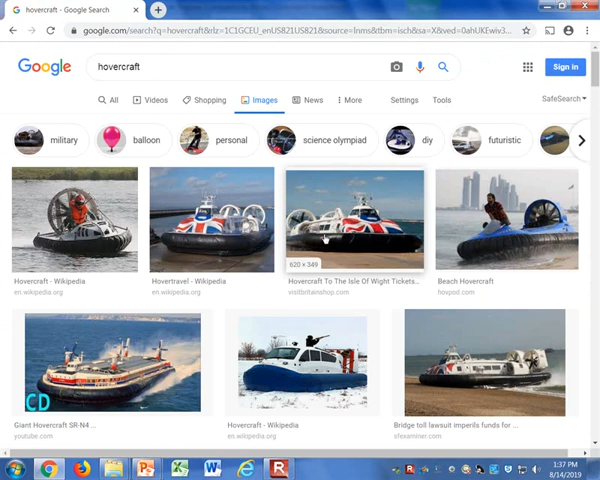 hovercraft - Google Search
google.com/search?q=hovercraft&rlz=1C1GCEU_enUS821US821&source=lnms&tbm=isch&sa=X&ved=0ahUKEwiv3...
Google
hovercraft
Sign in
All Videos Shopping Images News More Settings Tools SafeSearch
military balloon personal science olympiad diy futuristic
620 × 349
Hovercraft - Wikipedia Hovertravel - Wikipedia Hovercraft To The Isle Of Wight Tickets... Beach Hovercraft
en.wikipedia.org en.wikipedia.org visitbritainshop.com hovpod.com
CD
Giant Hovercraft SR-N4 ... Hovercraft - Wikipedia Bridge toll lawsuit imperils funds for ...
youtube.com en.wikipedia.org sfexaminer.com
1:37 PM
8/14/2019